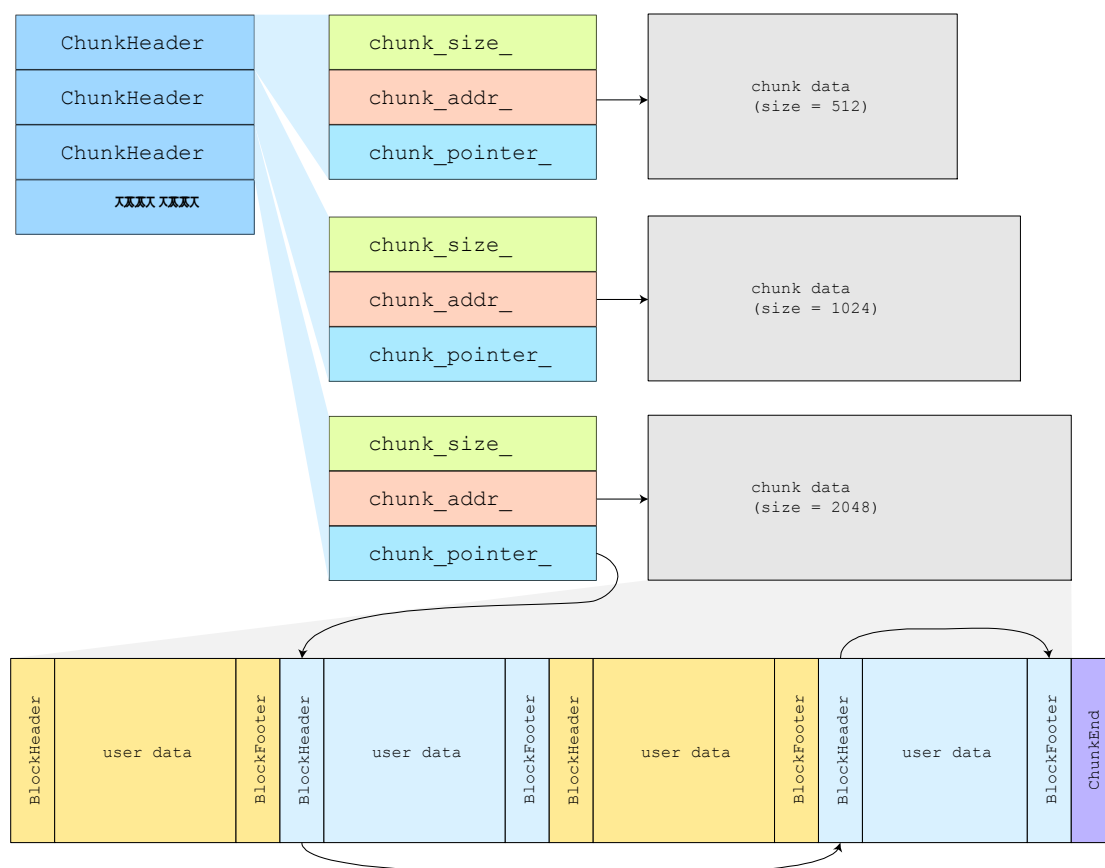 ChunkHeader
ChunkHeader
ChunkHeader
chunk_size_
chunk_addr_
chunk_pointer_
chunk data
(size = 512)
chunk_size_
chunk_addr_
chunk_pointer_
chunk data
(size = 1024)
chunk_size_
chunk_addr_
chunk_pointer_
chunk data
(size = 2048)
BlockHeader
user data
BlockFooter
BlockHeader
user data
BlockFooter
BlockHeader
user data
BlockFooter
BlockHeader
user data
BlockFooter
ChunkEnd